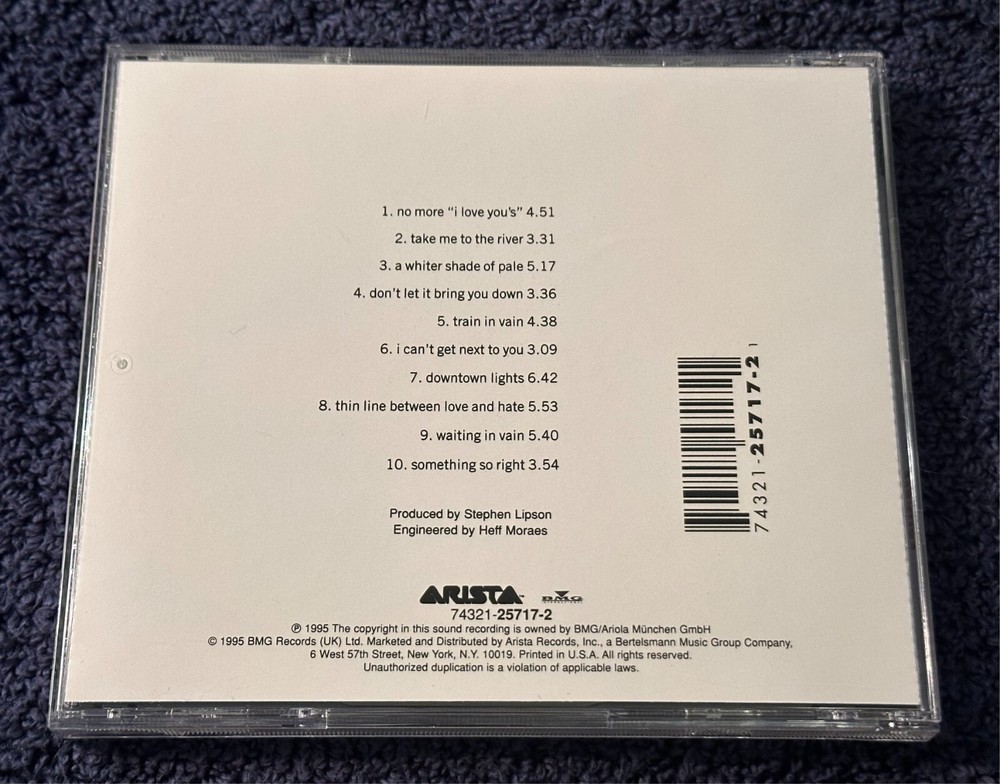 1. no more “i love you's” 4.51
2. take me to the river 3.31
3. a whiter shade of pale 5.17
4. don't let it bring you down 3.36
5. train in vain 4.38
6. i can't get next to you 3.09
7. downtown lights 6.42
8. thin line between love and hate 5.53
9. waiting in vain 5.40
10. something so right 3.54
Produced by Stephen Lipson
Engineered by Heff Moraes
74321-25717-2 1
ARISTA™ BMG
74321-25717-2
℗ 1995 The copyright in this sound recording is owned by BMG/Ariola München GmbH
© 1995 BMG Records (UK) Ltd. Marketed and Distributed by Arista Records, Inc., a Bertelsmann Music Group Company,
6 West 57th Street, New York, N.Y. 10019. Printed in U.S.A. All rights reserved.
Unauthorized duplication is a violation of applicable laws.